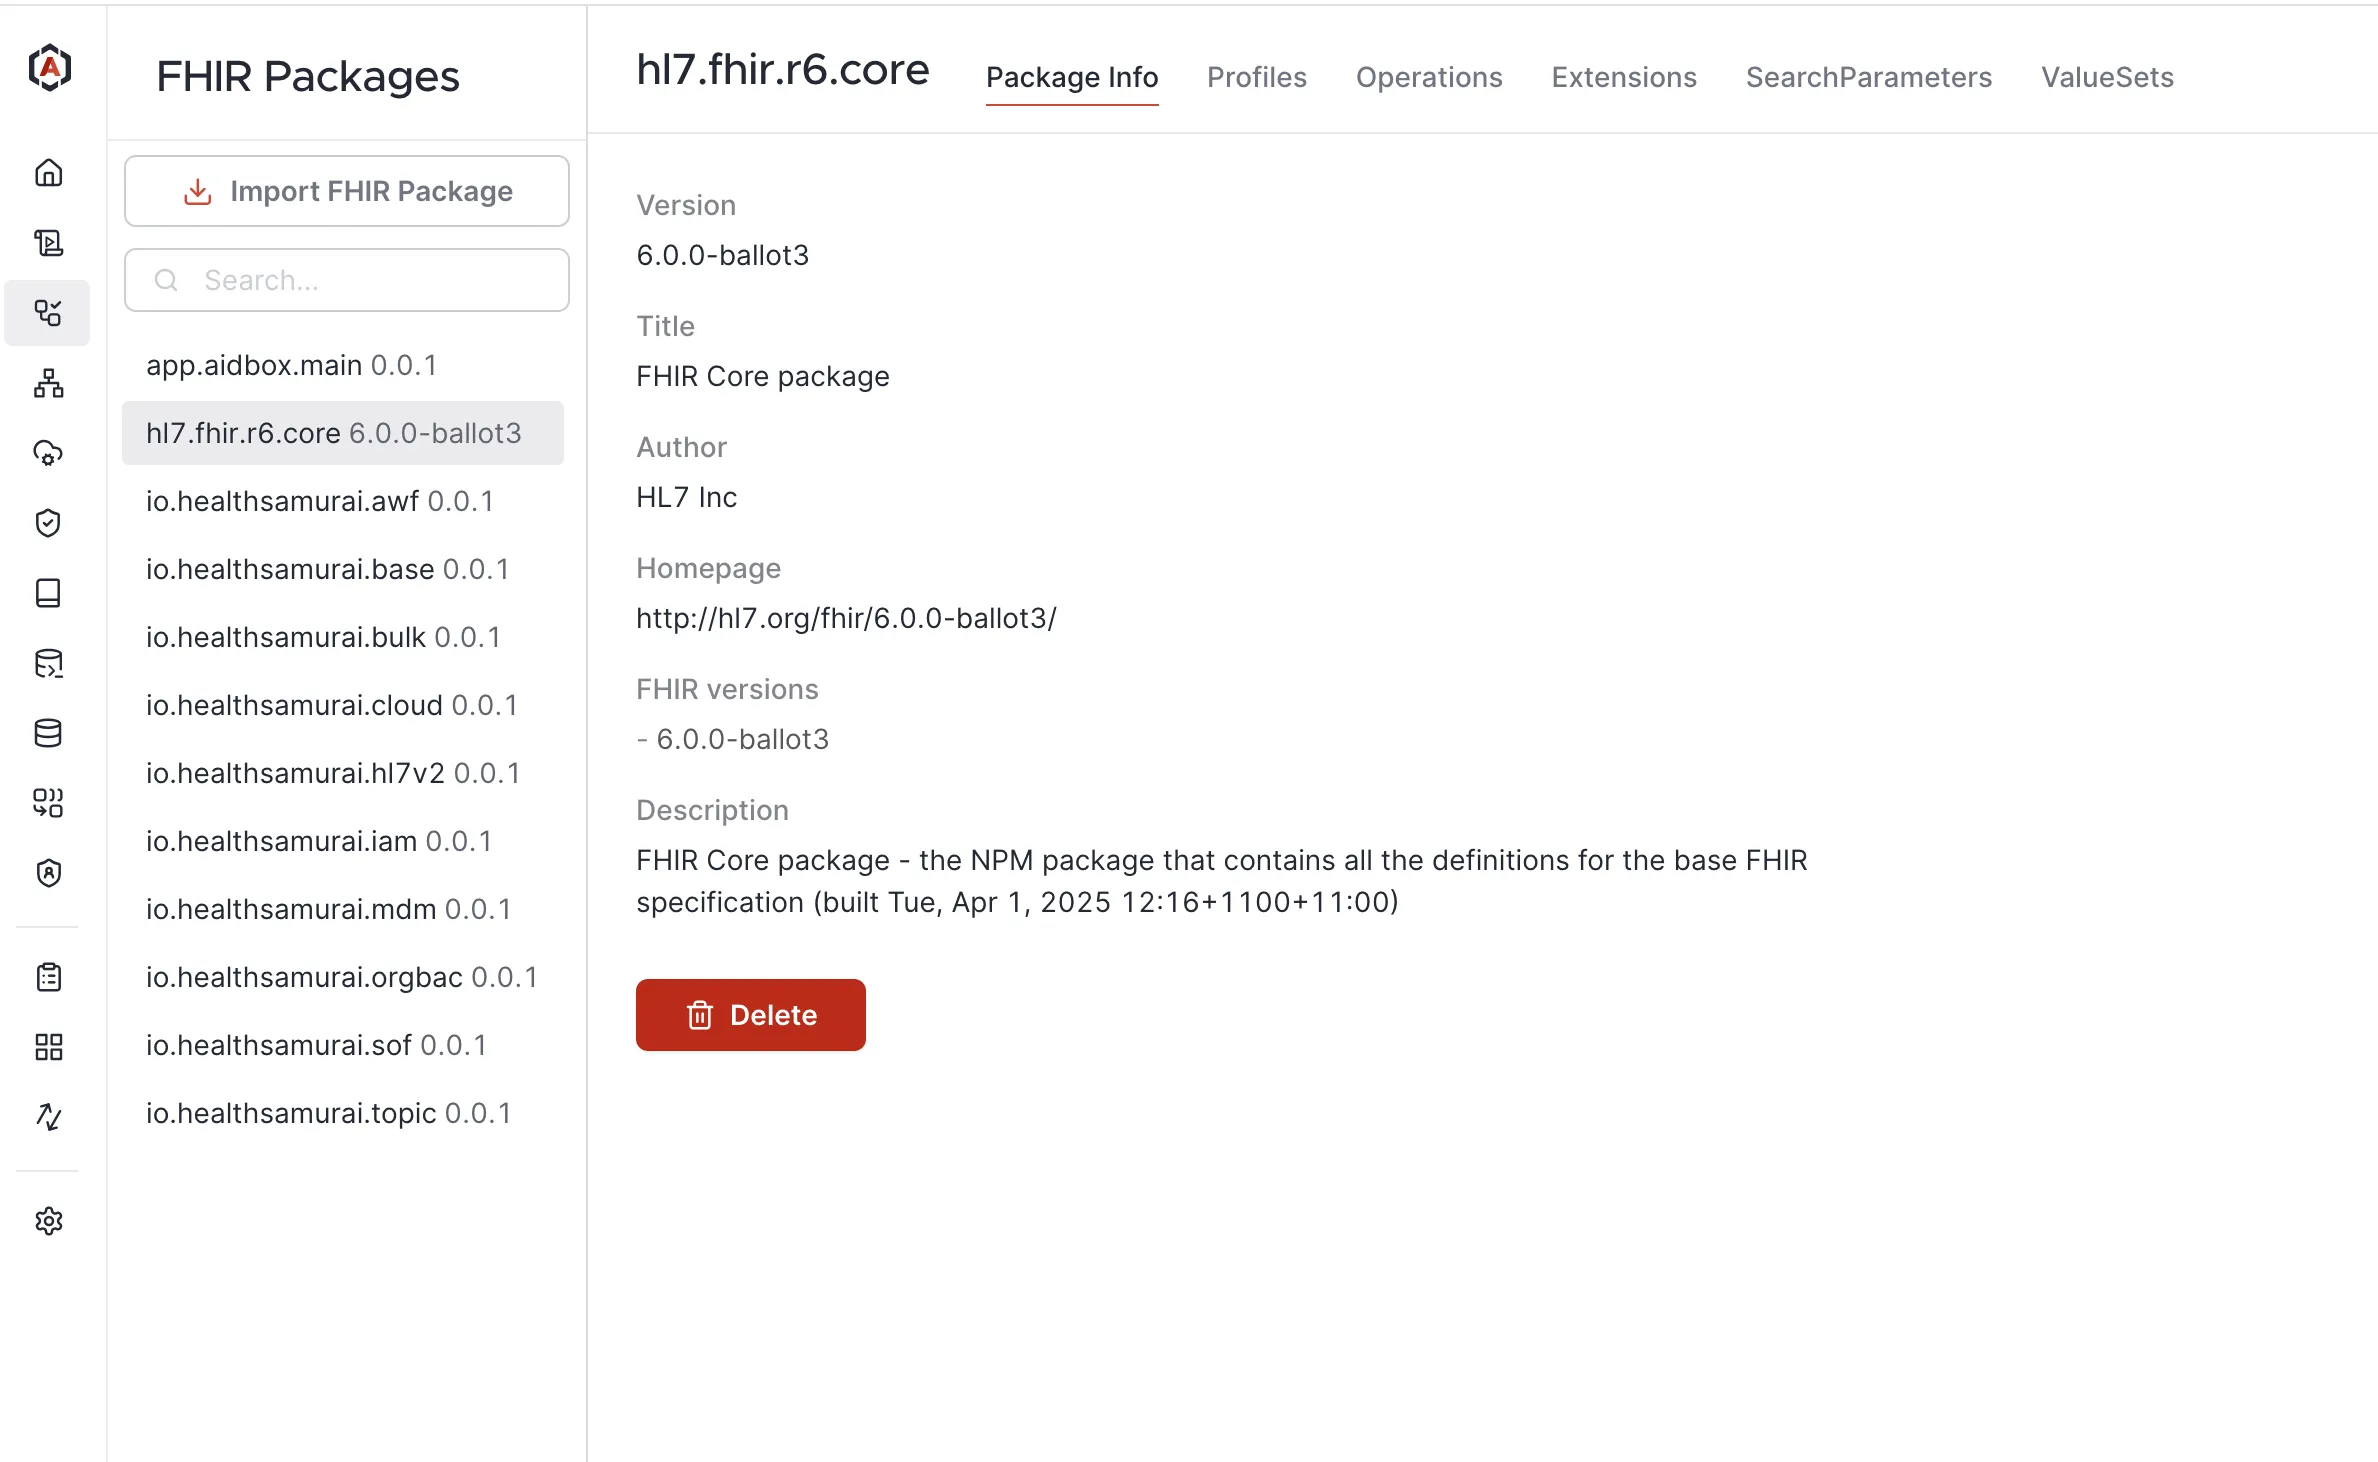 FHIR Packages
Import FHIR Package
Search...
app.aidbox.main 0.0.1
hl7.fhir.r6.core 6.0.0-ballot3
io.healthsamurai.awf 0.0.1
io.healthsamurai.base 0.0.1
io.healthsamurai.bulk 0.0.1
io.healthsamurai.cloud 0.0.1
io.healthsamurai.hl7v2 0.0.1
io.healthsamurai.iam 0.0.1
io.healthsamurai.mdm 0.0.1
io.healthsamurai.orgbac 0.0.1
io.healthsamurai.sof 0.0.1
io.healthsamurai.topic 0.0.1
hl7.fhir.r6.core Package Info Profiles Operations Extensions SearchParameters ValueSets
Version
6.0.0-ballot3
Title
FHIR Core package
Author
HL7 Inc
Homepage
http://hl7.org/fhir/6.0.0-ballot3/
FHIR versions
- 6.0.0-ballot3
Description
FHIR Core package - the NPM package that contains all the definitions for the base FHIR
specification (built Tue, Apr 1, 2025 12:16+1100+11:00)
Delete